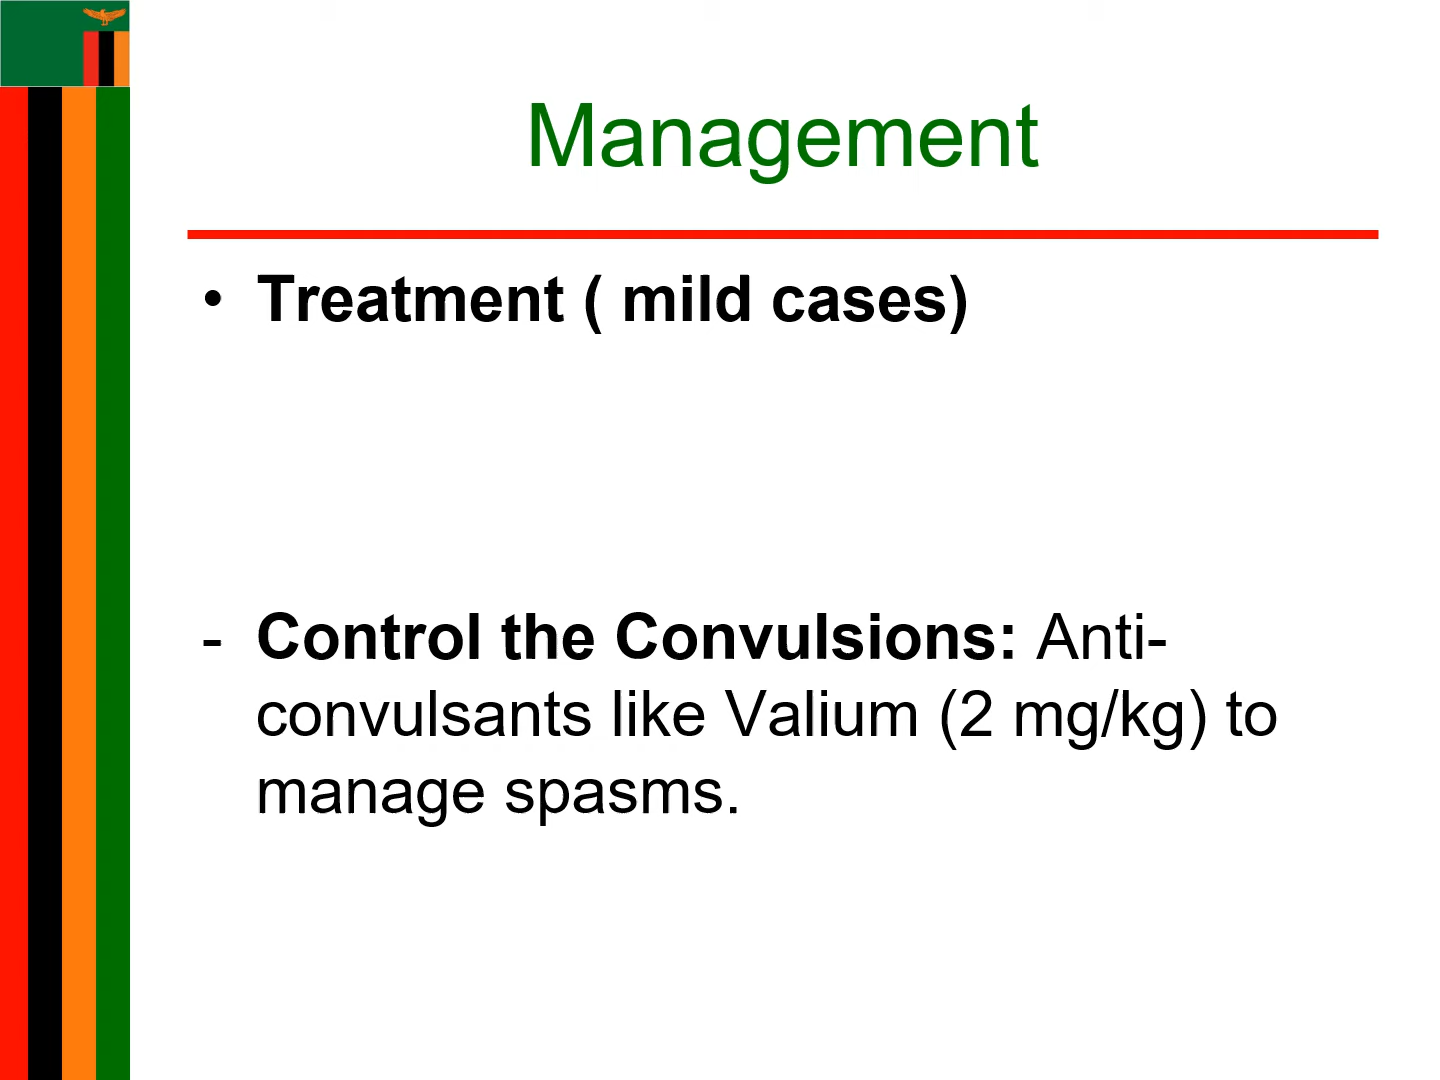 Management
• Treatment ( mild cases)
- Control the Convulsions: Anti-
convulsants like Valium (2 mg/kg) to
manage spasms.